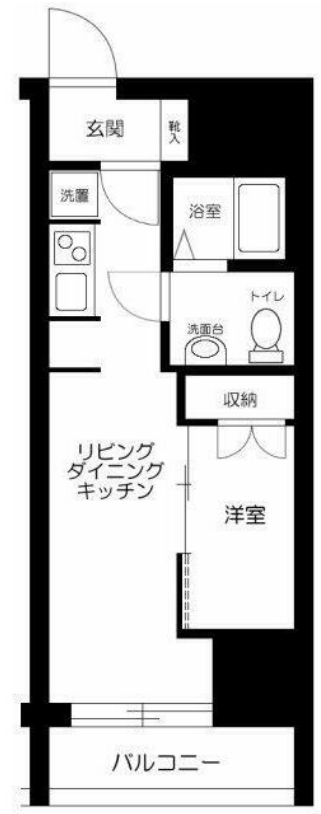 玄関
靴入
洗置
浴室
トイレ
洗面台
収納
リビング
ダイニング
キッチン
洋室
バルコニー